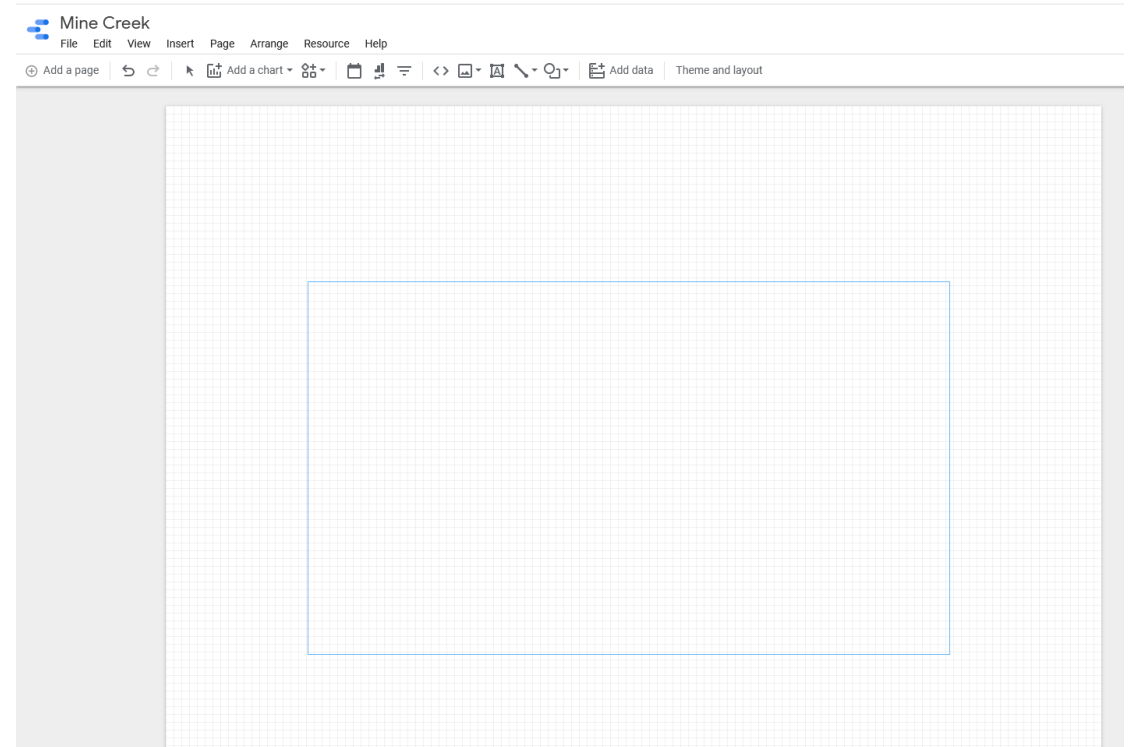 Mine Creek
File Edit View Insert Page Arrange Resource Help
Add a page Add a chart A Add data Theme and layout